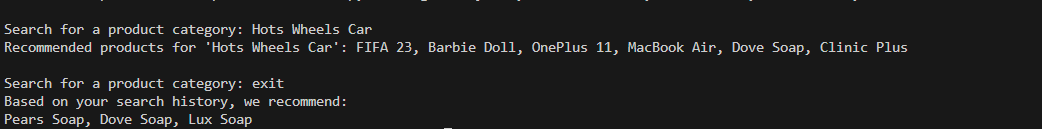 Search for a product category: Hots Wheels Car
Recommended products for 'Hots Wheels Car': FIFA 23, Barbie Doll, OnePlus 11, MacBook Air, Dove Soap, Clinic Plus
Search for a product category: exit
Based on your search history, we recommend:
Pears Soap, Dove Soap, Lux Soap